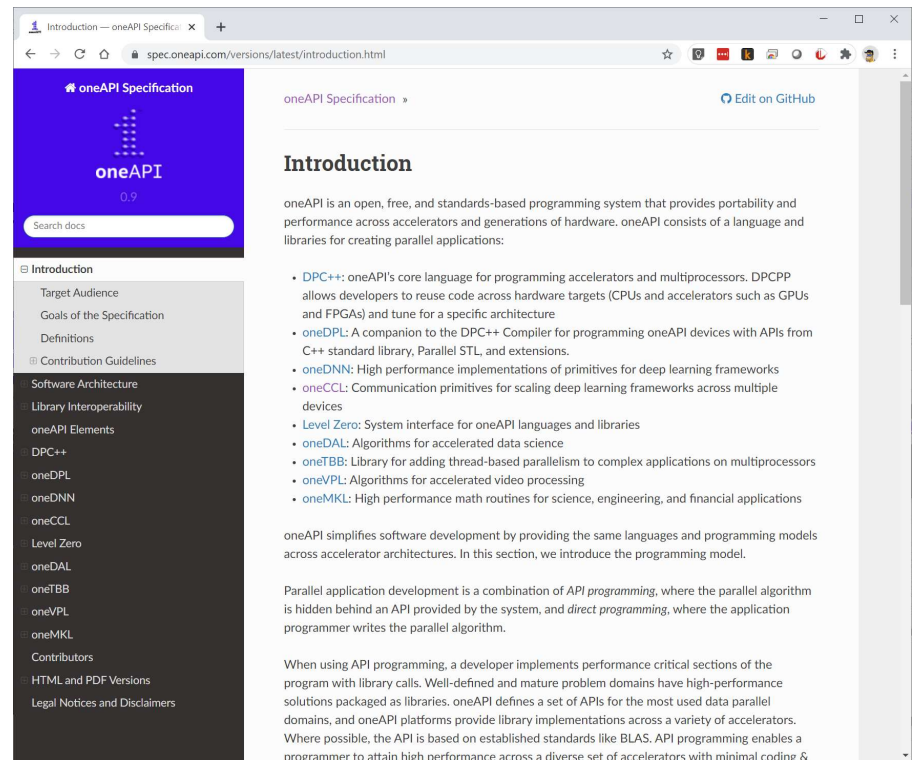 Introduction — oneAPI Specificat
spec.oneapi.com/versions/latest/introduction.html
oneAPI Specification
oneAPI
0.9
Search docs
Introduction
Target Audience
Goals of the Specification
Definitions
Contribution Guidelines
Software Architecture
Library Interoperability
oneAPI Elements
DPC++
oneDPL
oneDNN
oneCCL
Level Zero
oneDAL
oneTBB
oneVPL
oneMKL
Contributors
HTML and PDF Versions
Legal Notices and Disclaimers
oneAPI Specification »
Edit on GitHub
Introduction
oneAPI is an open, free, and standards-based programming system that provides portability and
performance across accelerators and generations of hardware. oneAPI consists of a language and
libraries for creating parallel applications:
• DPC++: oneAPI's core language for programming accelerators and multiprocessors. DPCPP
allows developers to reuse code across hardware targets (CPUs and accelerators such as GPUs
and FPGAs) and tune for a specific architecture
• oneDPL: A companion to the DPC++ Compiler for programming oneAPI devices with APIs from
C++ standard library, Parallel STL, and extensions.
• oneDNN: High performance implementations of primitives for deep learning frameworks
• oneCCL: Communication primitives for scaling deep learning frameworks across multiple
devices
• Level Zero: System interface for oneAPI languages and libraries
• oneDAL: Algorithms for accelerated data science
• oneTBB: Library for adding thread-based parallelism to complex applications on multiprocessors
• oneVPL: Algorithms for accelerated video processing
• oneMKL: High performance math routines for science, engineering, and financial applications
oneAPI simplifies software development by providing the same languages and programming models
across accelerator architectures. In this section, we introduce the programming model.
Parallel application development is a combination of API programming, where the parallel algorithm
is hidden behind an API provided by the system, and direct programming, where the application
programmer writes the parallel algorithm.
When using API programming, a developer implements performance critical sections of the
program with library calls. Well-defined and mature problem domains have high-performance
solutions packaged as libraries. oneAPI defines a set of APIs for the most used data parallel
domains, and oneAPI platforms provide library implementations across a variety of accelerators.
Where possible, the API is based on established standards like BLAS. API programming enables a
programmer to attain high performance across a diverse set of accelerators with minimal coding &